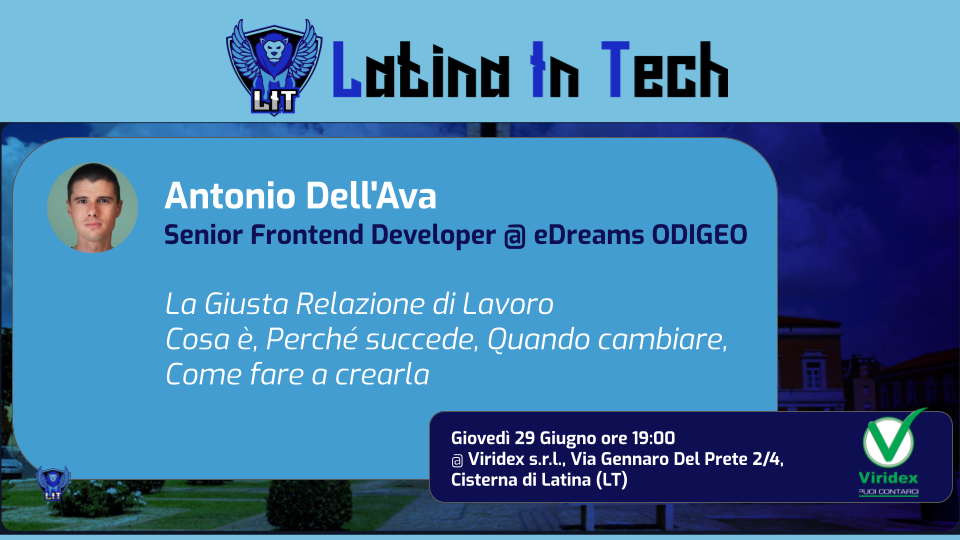 LIT
Latina In Tech
Antonio Dell'Ava
Senior Frontend Developer @ eDreams ODIGEO
La Giusta Relazione di Lavoro
Cosa è, Perché succede, Quando cambiare,
Come fare a crearla
Giovedì 29 Giugno ore 19:00
@ Viridex s.r.l., Via Gennaro Del Prete 2/4,
Cisterna di Latina (LT)
Viridex
PUOI CONTARCI
LIT